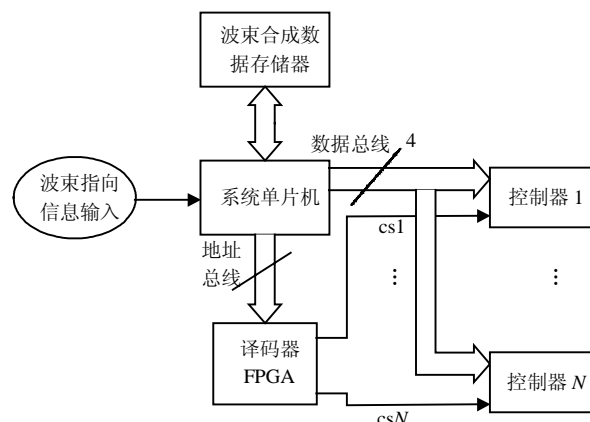 波束合成数
据存储器
数据总线
4
波束指向
信息输入
系统单片机
控制器 1
cs1
地址
总线
⋮
⋮
译码器
FPGA
控制器 N
csN